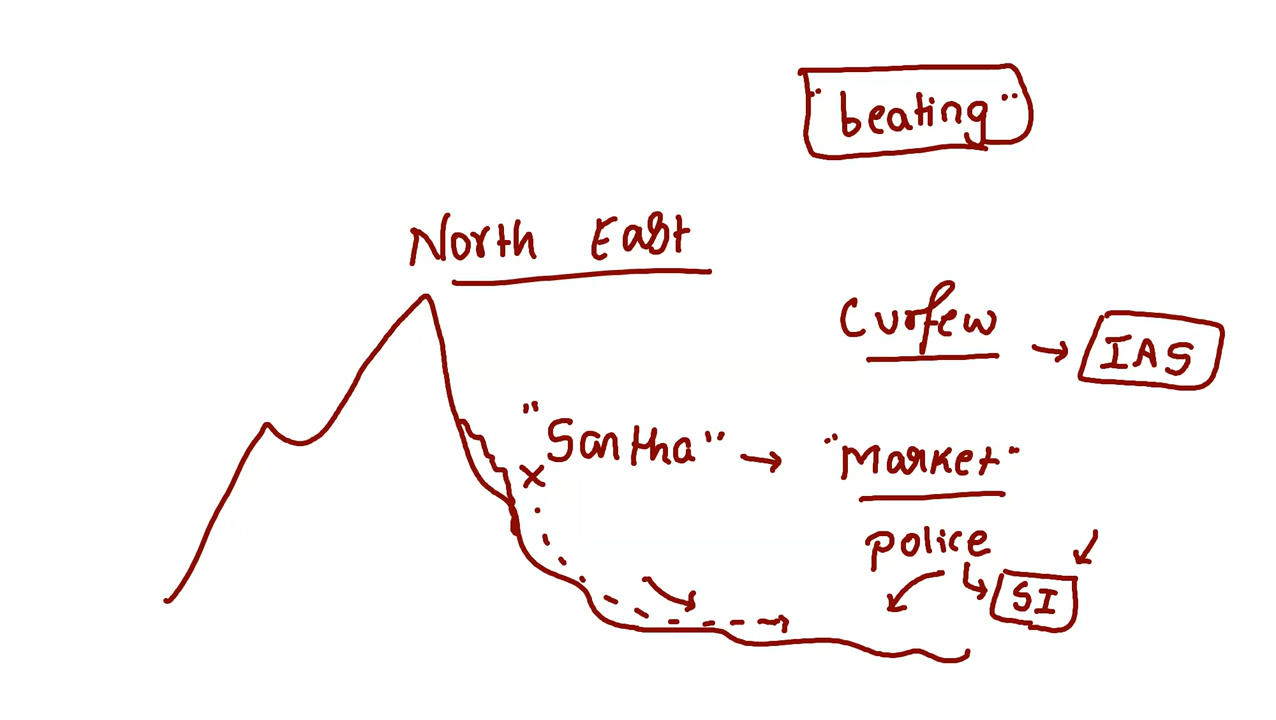 "beating"
North East
Curfew → IAS
"Santha" → "Market"
police
SI